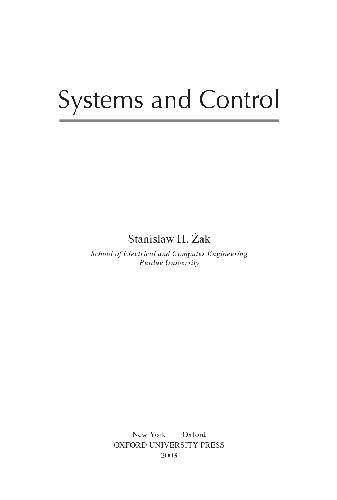 Systems and Control
Stanislaw H. Żak
School of Electrical and Computer Engineering
Purdue University
New York Oxford
OXFORD UNIVERSITY PRESS
2003